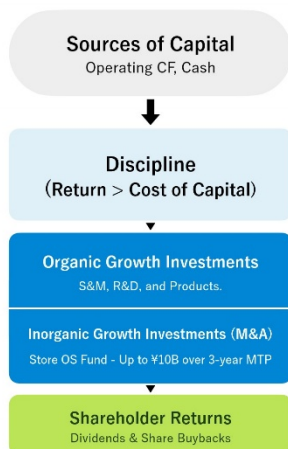 Sources of Capital
Operating CF, Cash
Discipline
(Return > Cost of Capital)
Organic Growth Investments
S&M, R&D, and Products.
Inorganic Growth Investments (M&A)
Store OS Fund - Up to ¥10B over 3-year MTP
Shareholder Returns
Dividends & Share Buybacks